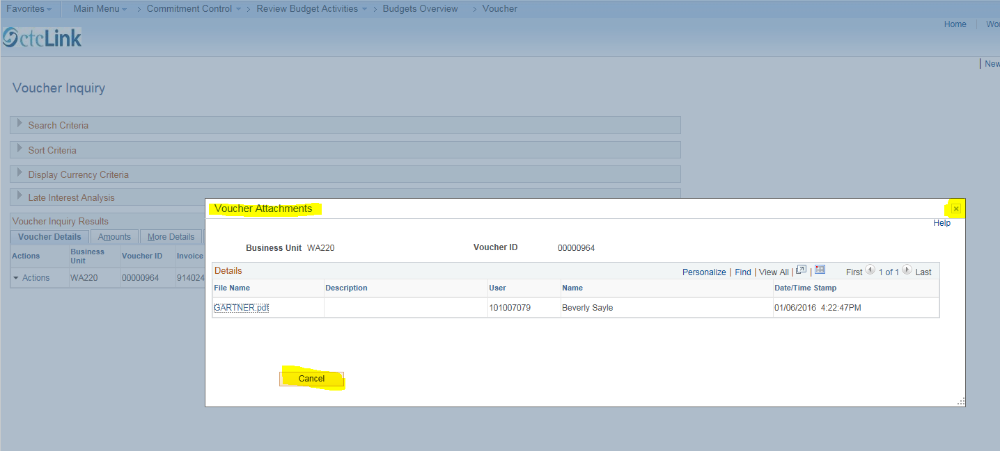 Favorites Main Menu > Commitment Control > Review Budget Activities > Budgets Overview > Voucher
Home
ctcLink
New
Voucher Inquiry
Search Criteria
Sort Criteria
Display Currency Criteria
Late Interest Analysis
Voucher Inquiry Results
Voucher Details Amounts More Details
Actions Business Unit Voucher ID Invoice
Actions WA220 00000964 914024
Voucher Attachments
Help
Business Unit WA220 Voucher ID 00000964
Details Personalize | Find | View All | | First 1 of 1 Last
File Name Description User Name Date/Time Stamp
GARTNER.pdf 101007079 Beverly Sayle 01/06/2016 4:22:47PM
Cancel